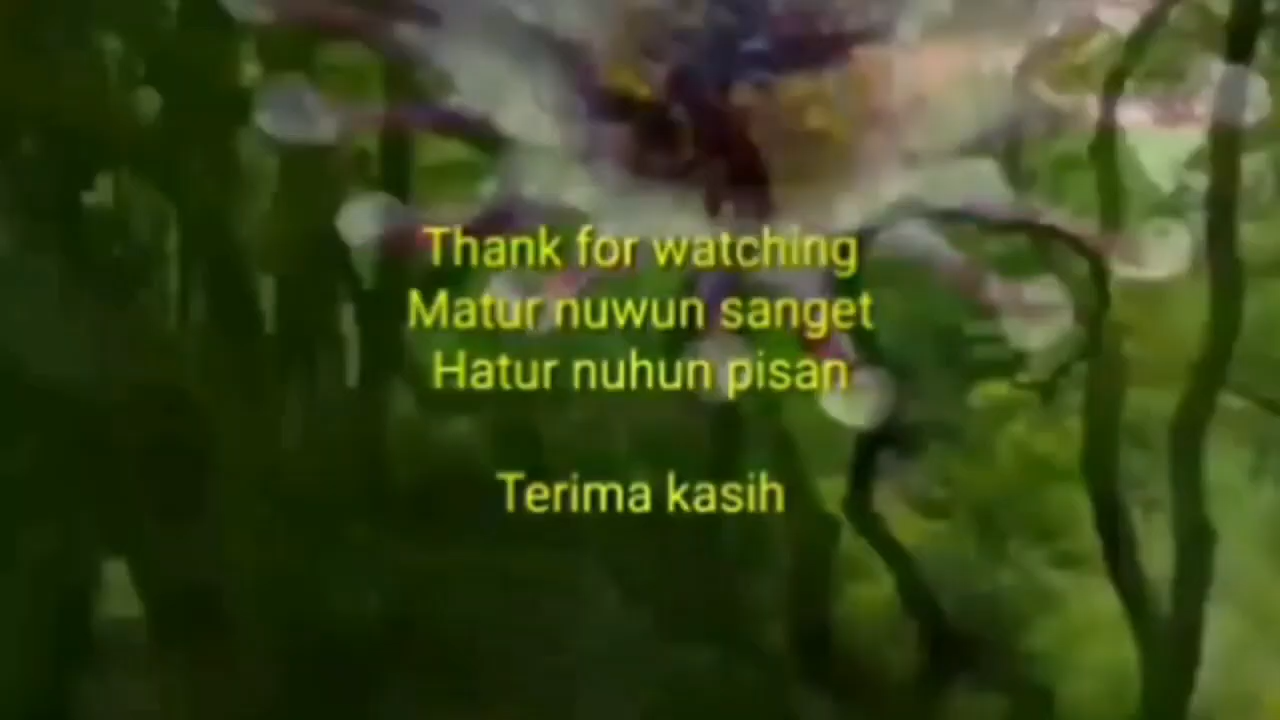 Thank for watching
Matur nuwun sanget
Hatur nuhun pisan
Terima kasih